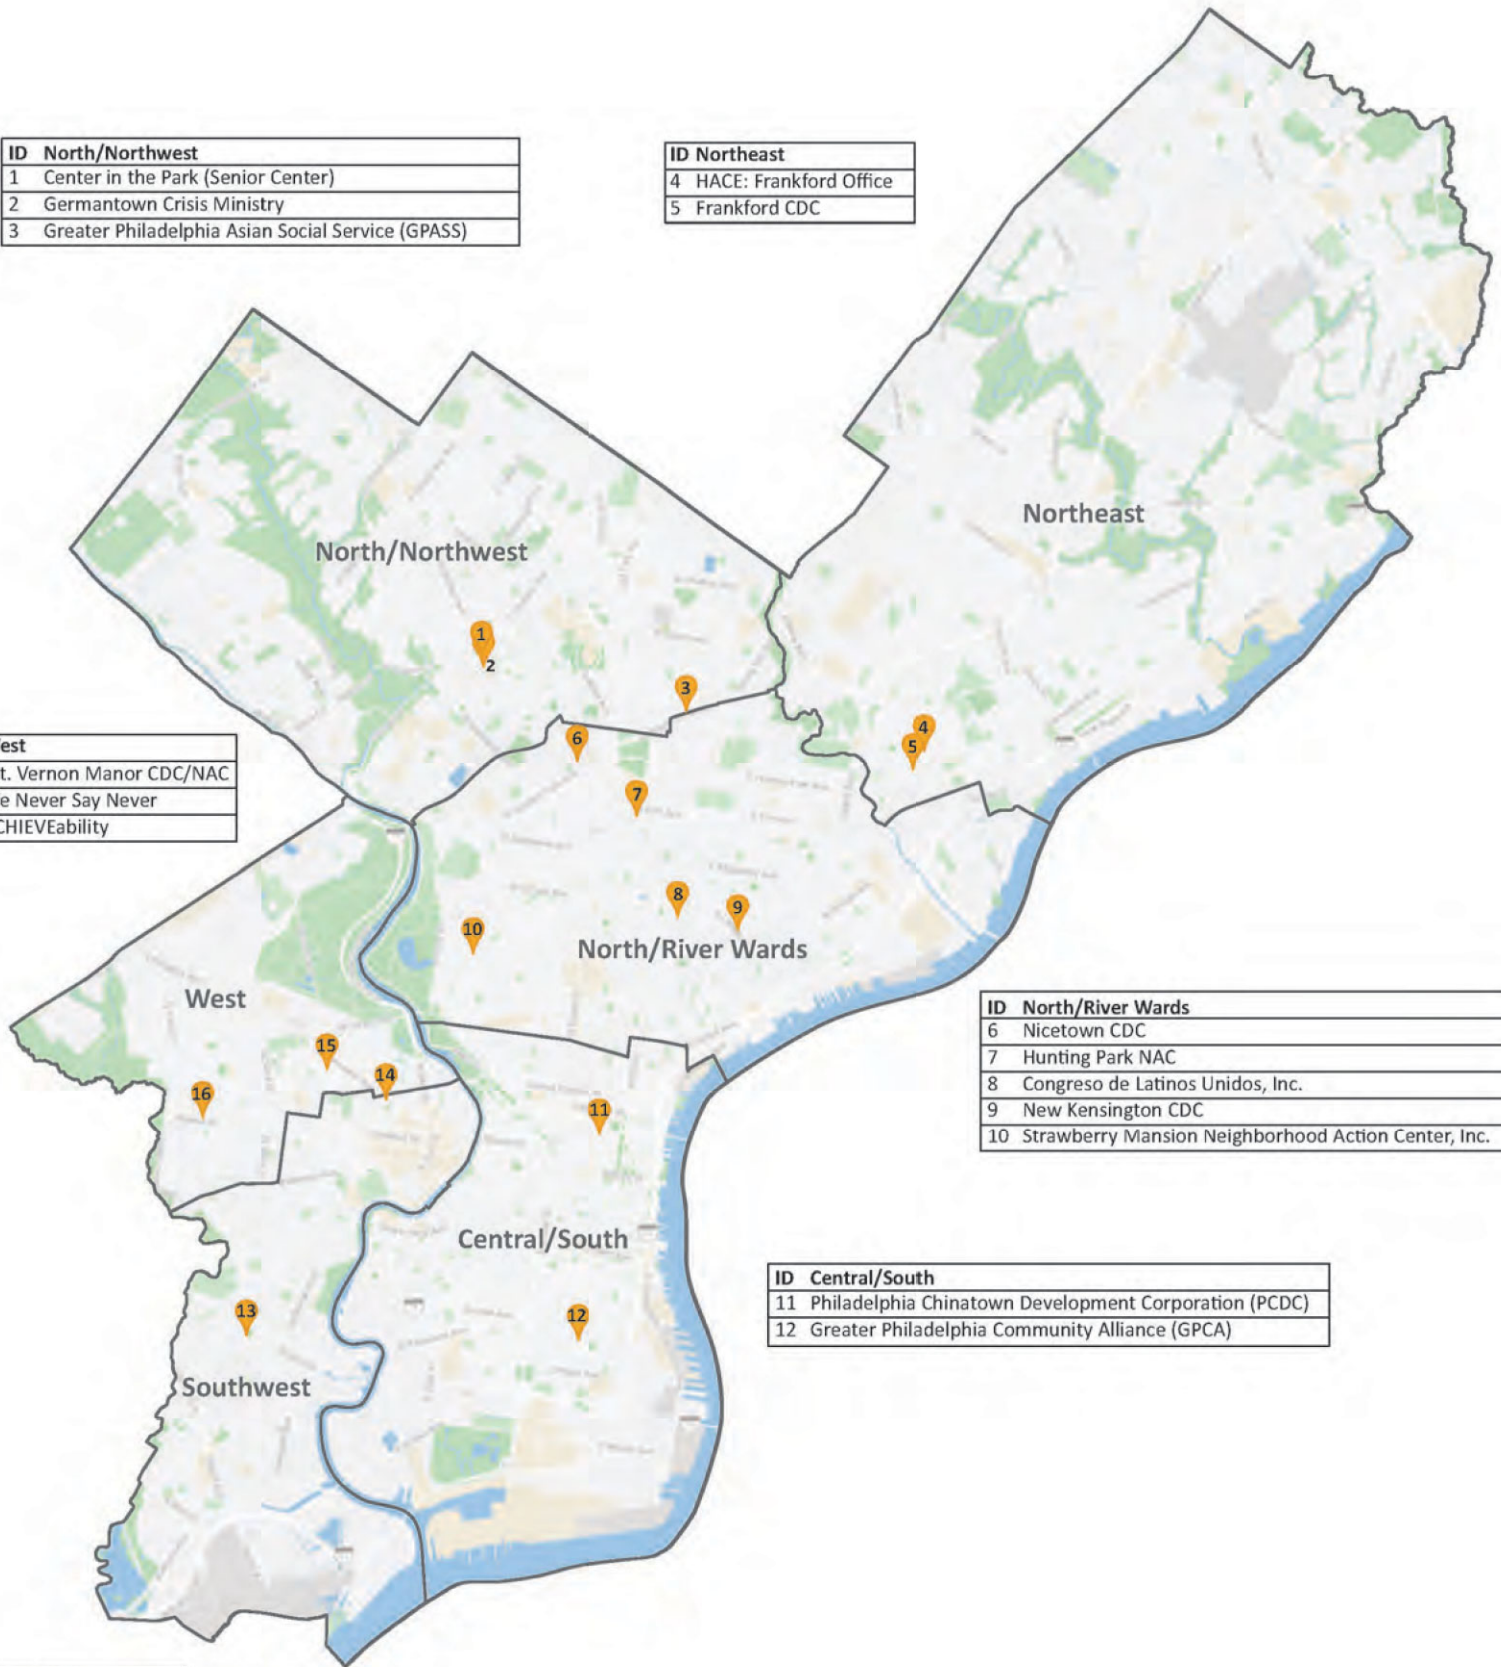 ID North/Northwest
1 Center in the Park (Senior Center)
2 Germantown Crisis Ministry
3 Greater Philadelphia Asian Social Service (GPASS)
ID Northeast
4 HACE: Frankford Office
5 Frankford CDC
Northeast
North/Northwest
1
2
3
4
5
6
7
t. Vernon Manor CDC/NAC
e Never Say Never
CHIEVEability
8
9
10
North/River Wards
West
ID North/River Wards
6 Nicetown CDC
7 Hunting Park NAC
8 Congreso de Latinos Unidos, Inc.
9 New Kensington CDC
10 Strawberry Mansion Neighborhood Action Center, Inc.
15
14
16
11
Central/South
ID Central/South
11 Philadelphia Chinatown Development Corporation (PCDC)
12 Greater Philadelphia Community Alliance (GPCA)
13
12
Southwest